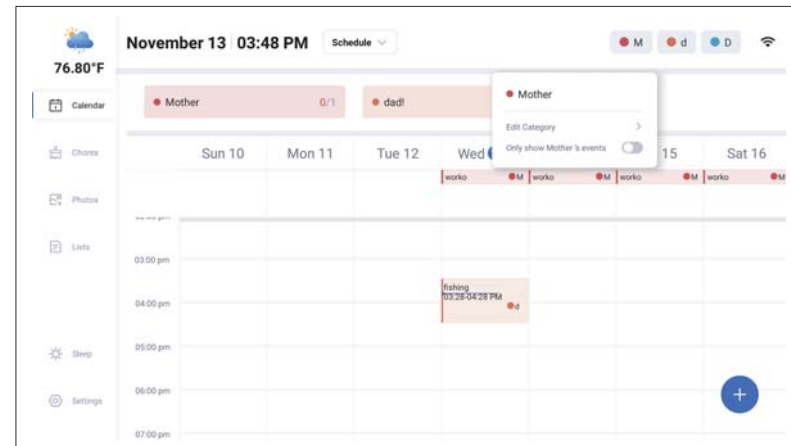 November 13 03:48 PM Schedule
M d D
76.80°F
Mother 0/1 dad!
Mother
Edit Category
Only show Mother's events
Calendar
Chores
Photos
Lists
Sleep
Settings
Sun 10 Mon 11 Tue 12 Wed 15 Sat 16
worko M worko M worko M worko M
03:00 pm
fishing
03:28-04:28 PM
d
04:00 pm
05:00 pm
06:00 pm
07:00 pm